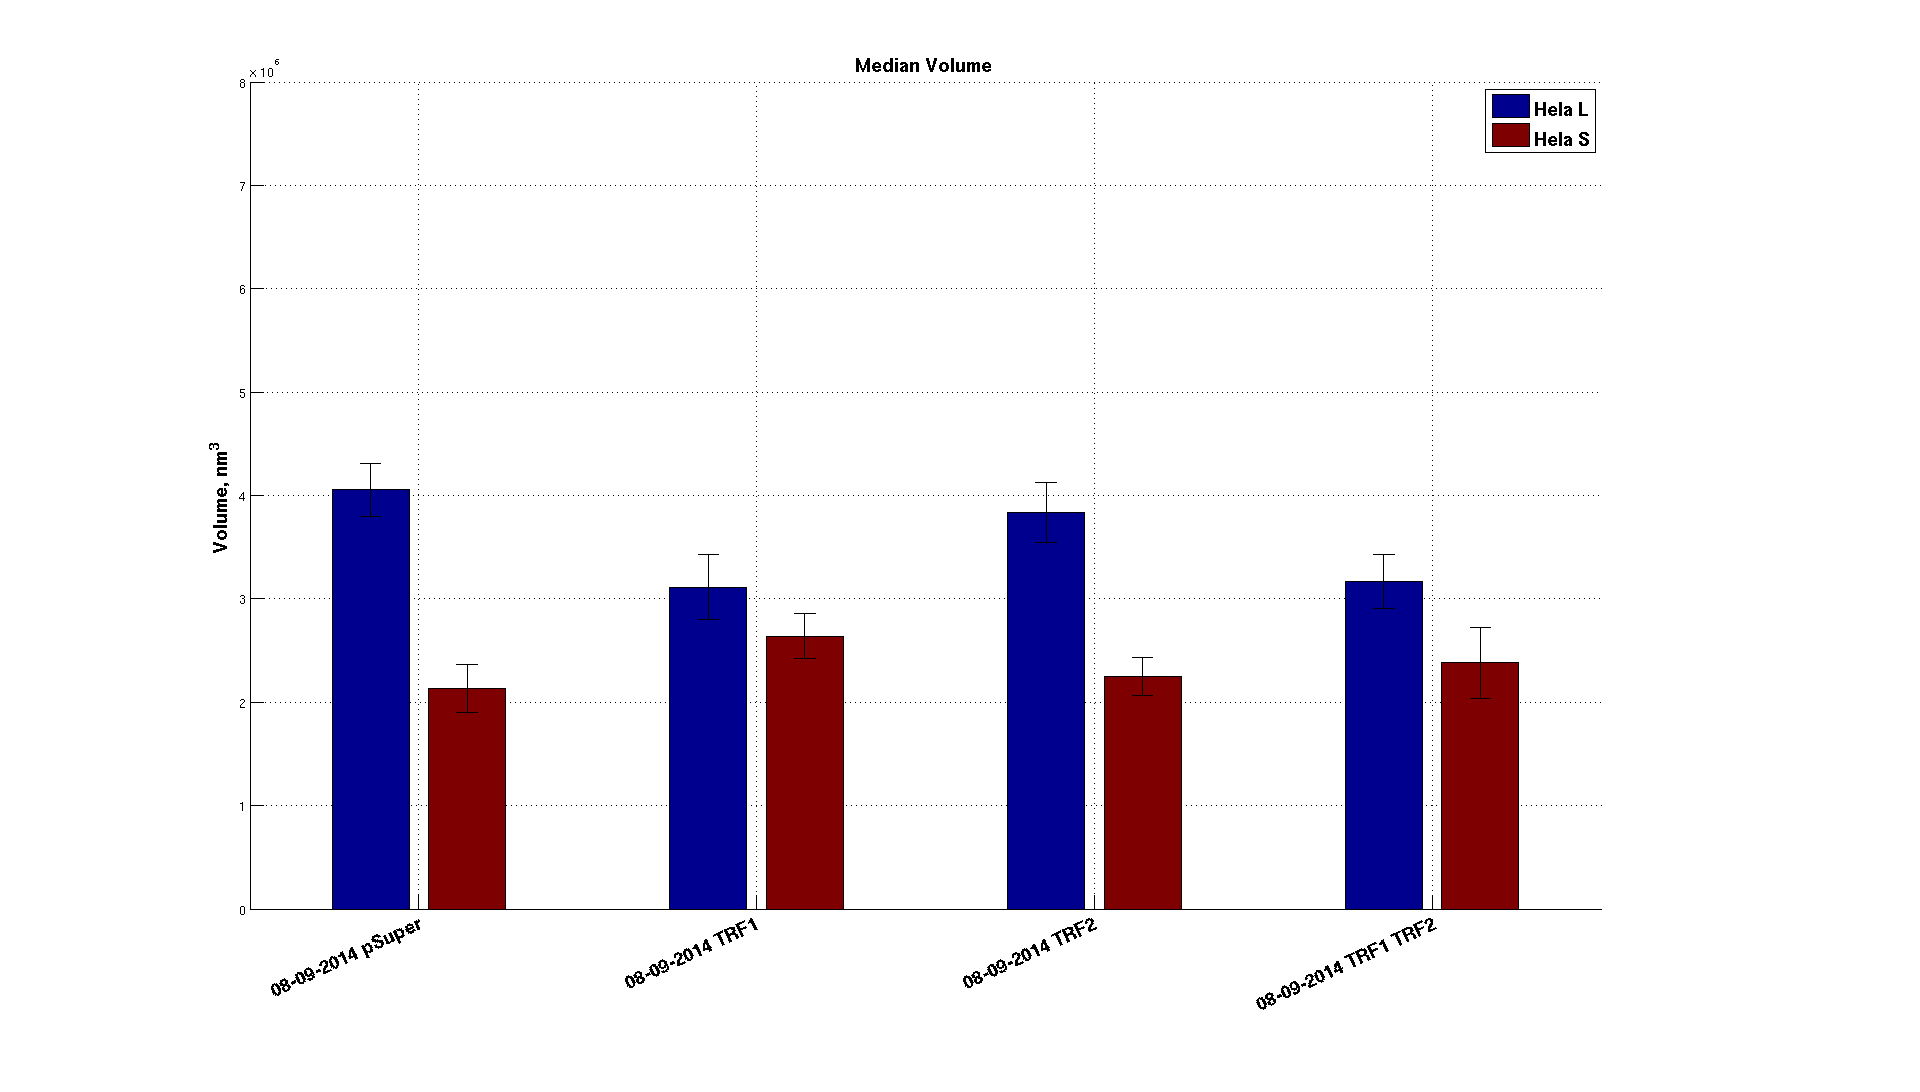 Median Volume
× 10^6
8
7
6
5
4
3
2
1
0
Volume, nm^3
Hela L
Hela S
08-09-2014 pSuper
08-09-2014 TRF1
08-09-2014 TRF2
08-09-2014 TRF1 TRF2